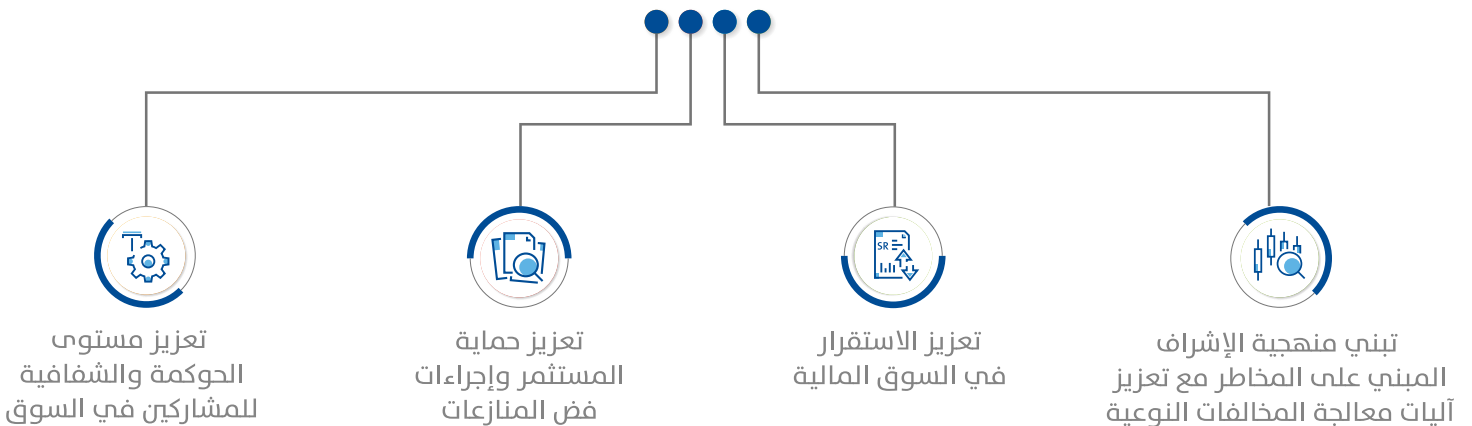 تبني منهجية الإشراف
المبني على المخاطر مع تعزيز
آليات معالجة المخالفات النوعية
SR
تعزيز الاستقرار
في السوق المالية
تعزيز حماية
المستثمر وإجراءات
فض المنازعات
تعزيز مستوى
الحوكمة والشفافية
للمشاركين في السوق